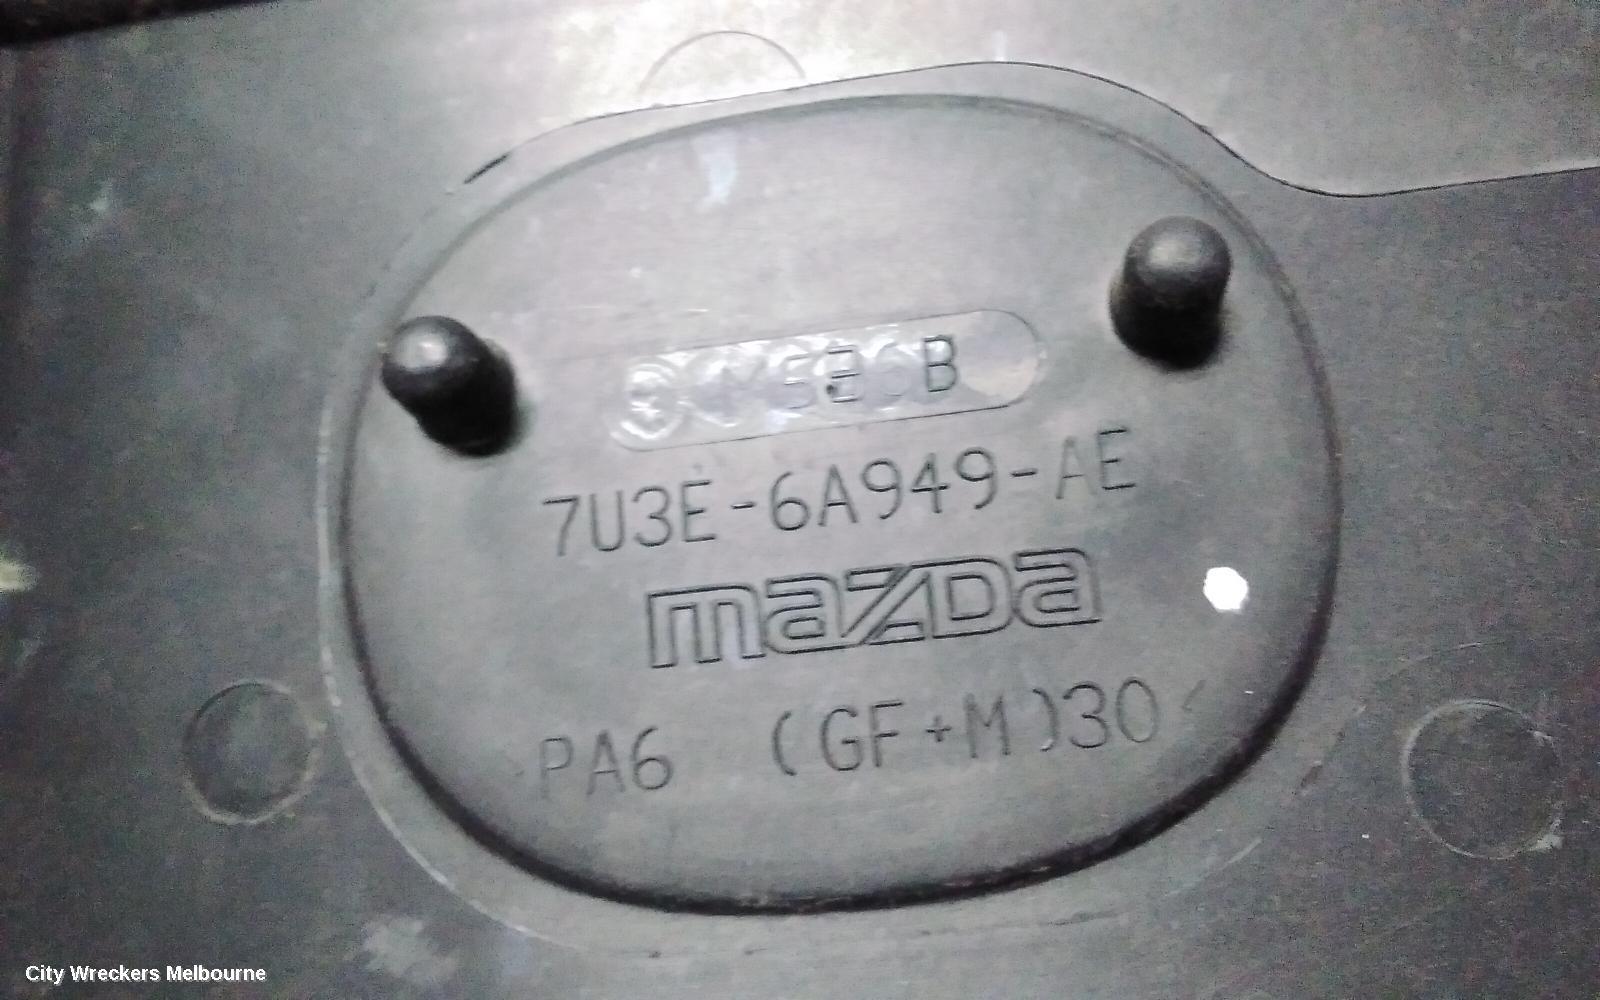 7U3E-6A949-AE
mazda
PA6 (GF+M)30
City Wreckers Melbourne